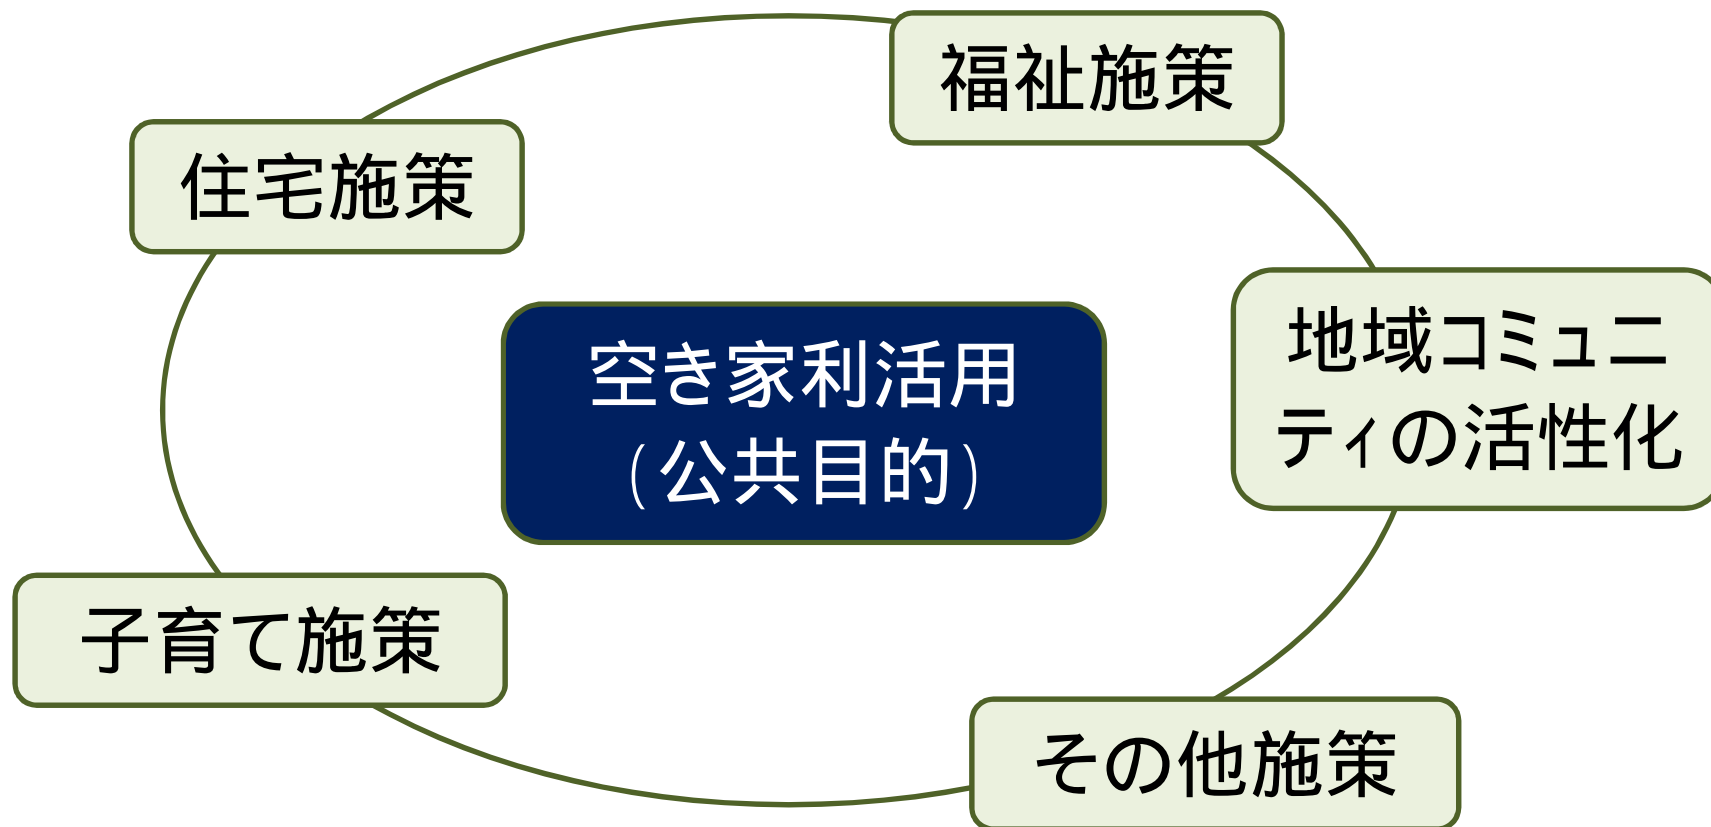 福祉施策
住宅施策
地域コミュニ
ティの活性化
空き家利活用
（公共目的）
子育て施策
その他施策